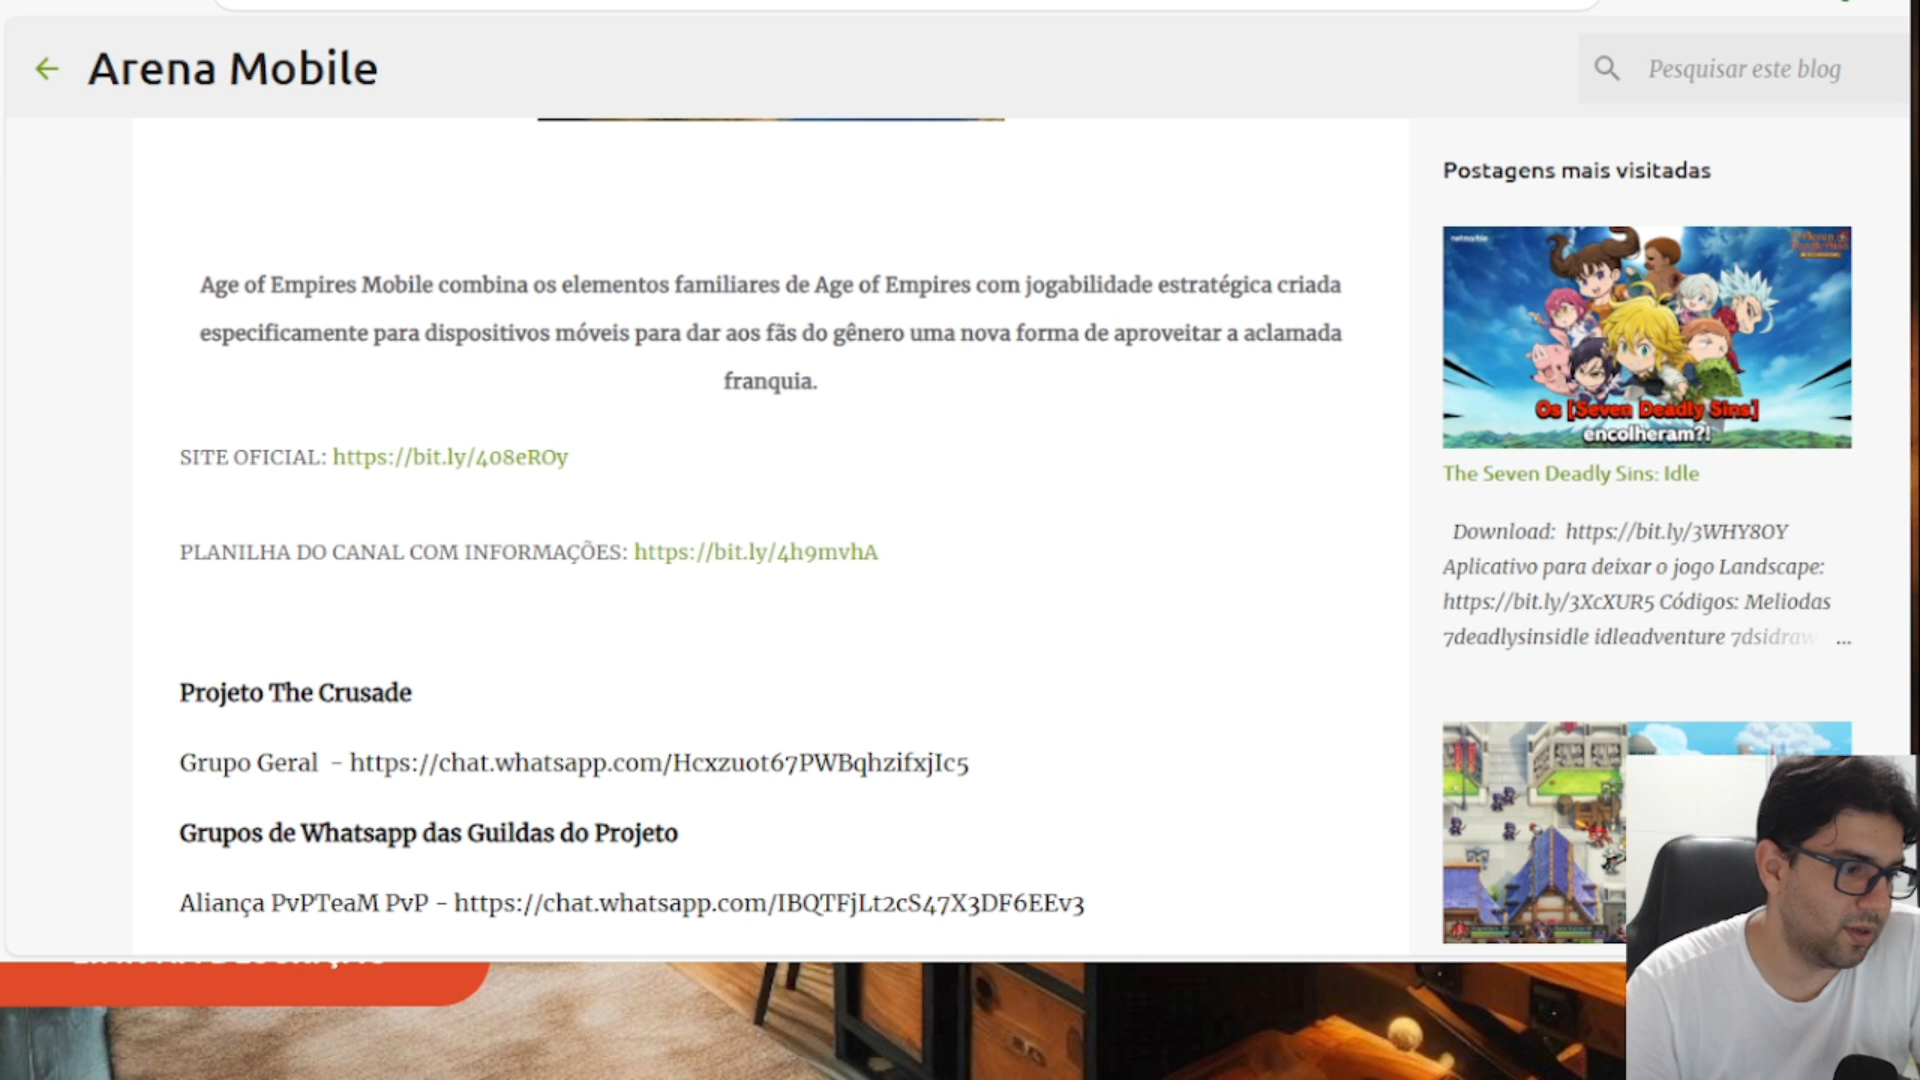 Arena Mobile
Pesquisar este blog
Age of Empires Mobile combina os elementos familiares de Age of Empires com jogabilidade estratégica criada
especificamente para dispositivos móveis para dar aos fãs do gênero uma nova forma de aproveitar a aclamada
franquia.
SITE OFICIAL: https://bit.ly/408eROy
PLANILHA DO CANAL COM INFORMAÇÕES: https://bit.ly/4h9mvhA
Projeto The Crusade
Grupo Geral - https://chat.whatsapp.com/Hcxzuot67PWBqhzifxjIc5
Grupos de Whatsapp das Guildas do Projeto
Aliança PvPTeaM PvP - https://chat.whatsapp.com/IBQTFjLt2cS47X3DF6EEv3
Postagens mais visitadas
netmarble
Os [Seven Deadly Sins]
encolheram?!
The Seven Deadly Sins: Idle
Download: https://bit.ly/3WHY8OY
Aplicativo para deixar o jogo Landscape:
https://bit.ly/3XcXUR5 Códigos: Meliodas
7deadlysinsidle idleadventure 7dsidraw ...